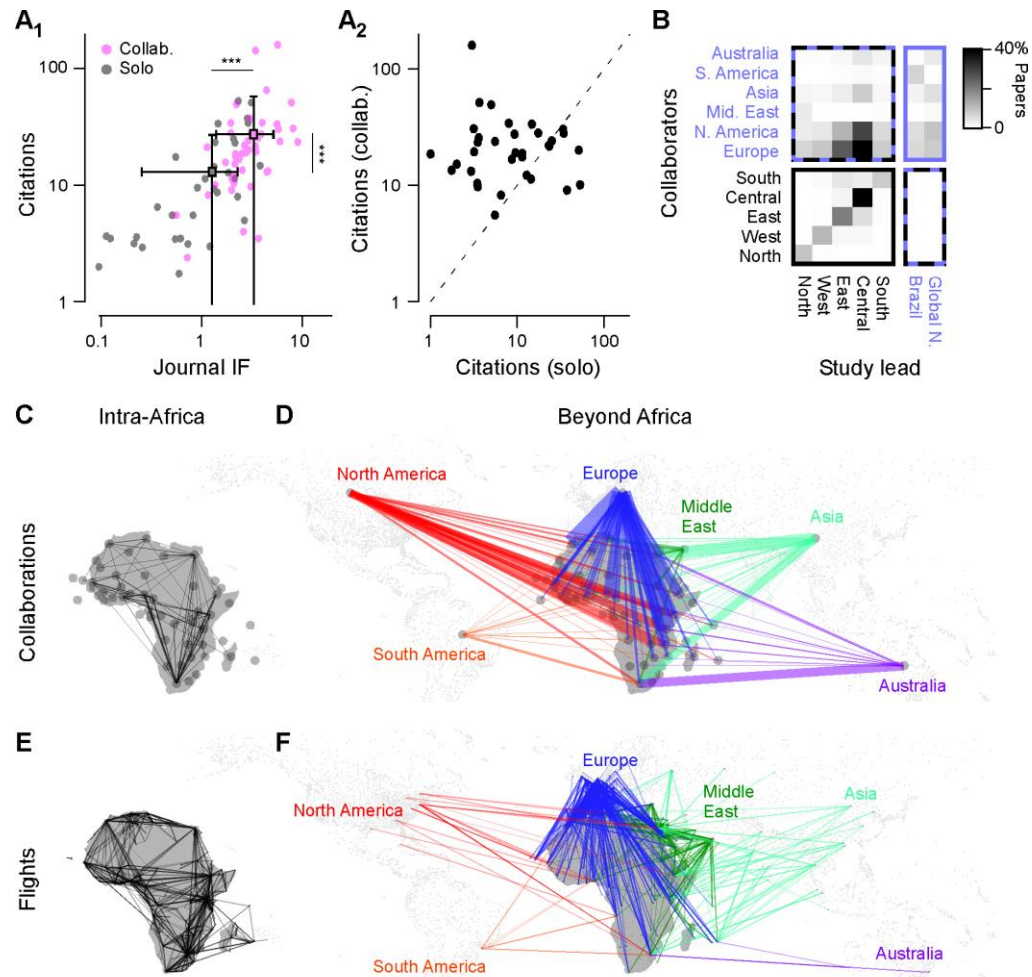 A1
Collab.
Solo
***
***
100
10
1
Citations
0.1
1
10
Journal IF
A2
100
10
1
Citations (collab.)
1
10
100
Citations (solo)
B
Australia
S. America
Asia
Mid. East
N. America
Europe
South
Central
East
West
North
Collaborators
North
West
East
Central
South
Brazil
Global N.
Study lead
40%
0
Papers
C
Intra-Africa
D
Beyond Africa
Collaborations
North America
Europe
Middle
East
Asia
South America
Australia
E
F
Flights
North America
Europe
Middle
East
Asia
South America
Australia